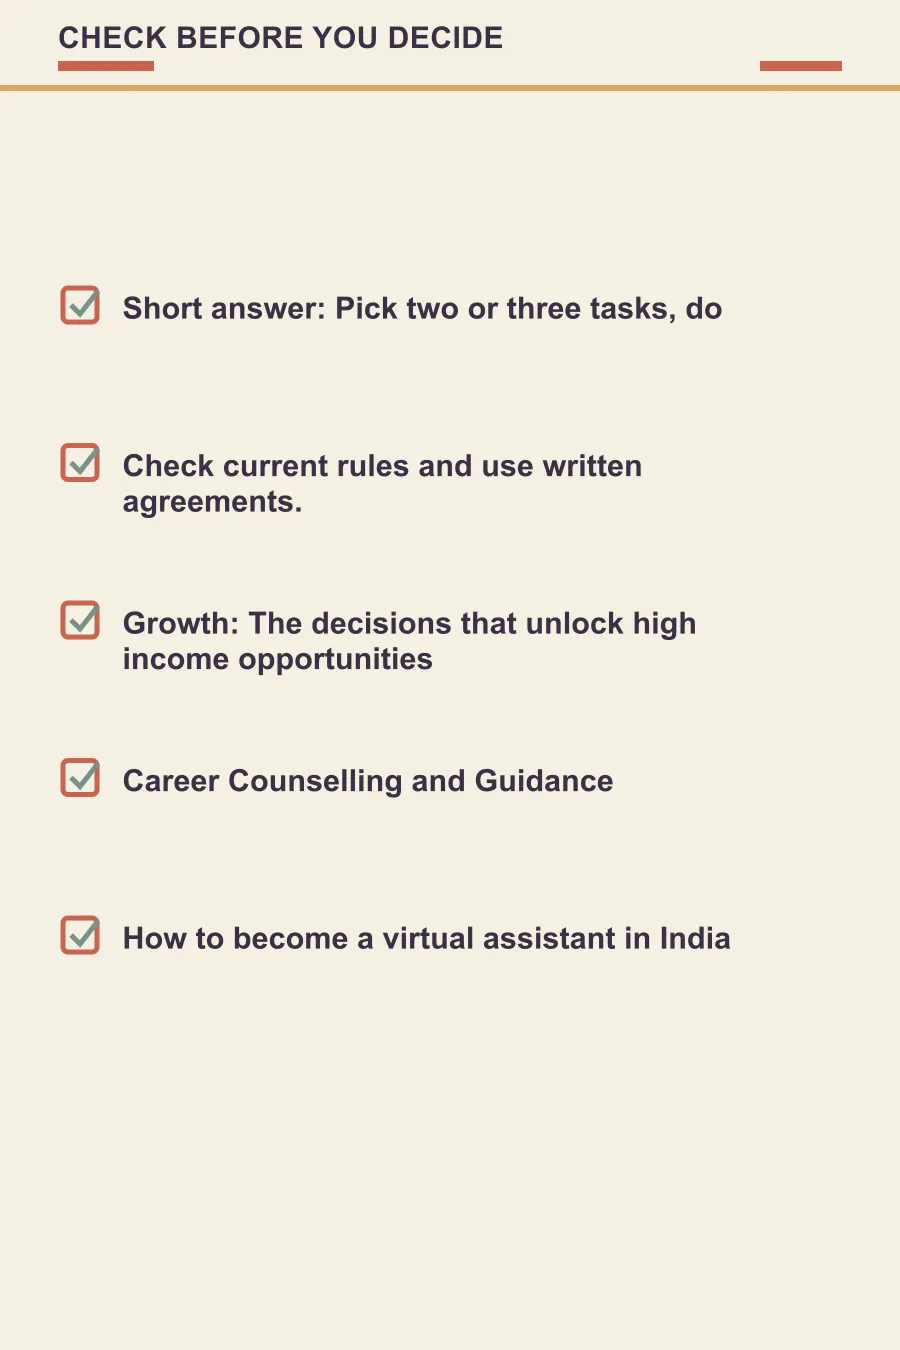 CHECK BEFORE YOU DECIDE
Short answer: Pick two or three tasks, do
Check current rules and use written
agreements.
Growth: The decisions that unlock high
income opportunities
Career Counselling and Guidance
How to become a virtual assistant in India